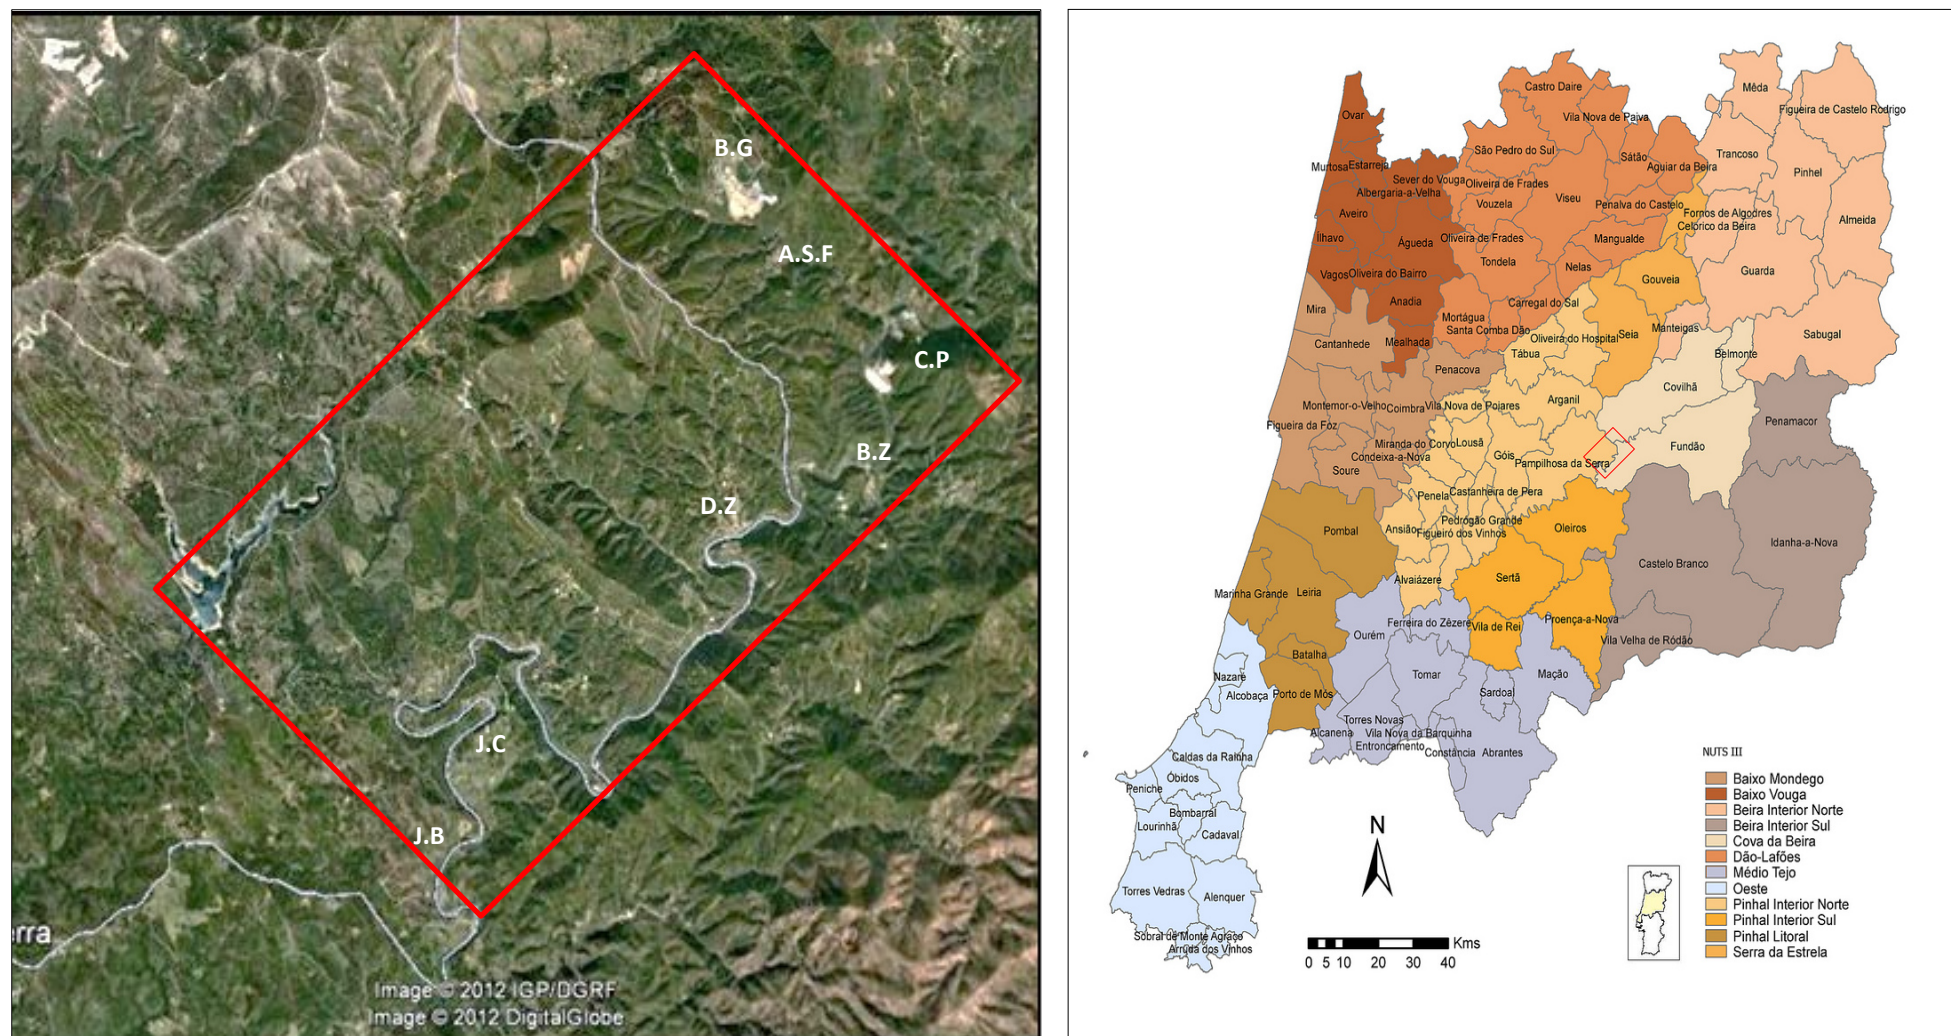 B.G
A.S.F
C.P
B.Z
D.Z
J.C
J.B
erra
Image © 2012 IGP/DGRF
Image © 2012 DigitalGlobe
Mêda
Castro Daire
Figueira de Castelo Rodrigo
Ovar
Vila Nova de Paiva
São Pedro do Sul
Sátão
Trancoso
Murtosa
Estarreja
Aguiar da Beira
Pinhel
Sever do Vouga
Oliveira de Frades
Albergaria-a-Velha
Viseu
Vouzela
Penalva do Castelo
Aveiro
Fornos de Algodres
Almeida
Celorico da Beira
Ílhavo
Águeda
Oliveira de Frades
Mangualde
Tondela
Nelas
Guarda
Vagos
Oliveira do Bairro
Gouveia
Anadia
Carregal do Sal
Mira
Mortágua
Santa Comba Dão
Manteigas
Seia
Sabugal
Oliveira do Hospital
Cantanhede
Mealhada
Tábua
Belmonte
Penacova
Covilhã
Arganil
Montemor-o-Velho
Coimbra
Vila Nova de Poiares
Penamacor
Figueira da Foz
Miranda do Corvo
Lousã
Fundão
Condeixa-a-Nova
Góis
Pampilhosa da Serra
Soure
Penela
Castanheira de Pera
Pombal
Ansião
Pedrógão Grande
Figueiró dos Vinhos
Oleiros
Idanha-a-Nova
Castelo Branco
Alvaiázere
Sertã
Marinha Grande
Leiria
Ferreira do Zêzere
Vila de Rei
Proença-a-Nova
Ourém
Vila Velha de Ródão
Batalha
Nazaré
Tomar
Mação
Alcobaça
Porto de Mós
Sardoal
Torres Novas
Alcanena
Vila Nova da Barquinha
Entroncamento
Constância
Abrantes
Caldas da Rainha
Óbidos
Peniche
Bombarral
Lourinhã
Cadaval
Torres Vedras
Alenquer
Sobral de Monte Agraço
Arruda dos Vinhos
N
Kms
0 5 10 20 30 40
NUTS III
Baixo Mondego
Baixo Vouga
Beira Interior Norte
Beira Interior Sul
Cova da Beira
Dão-Lafões
Médio Tejo
Oeste
Pinhal Interior Norte
Pinhal Interior Sul
Pinhal Litoral
Serra da Estrela